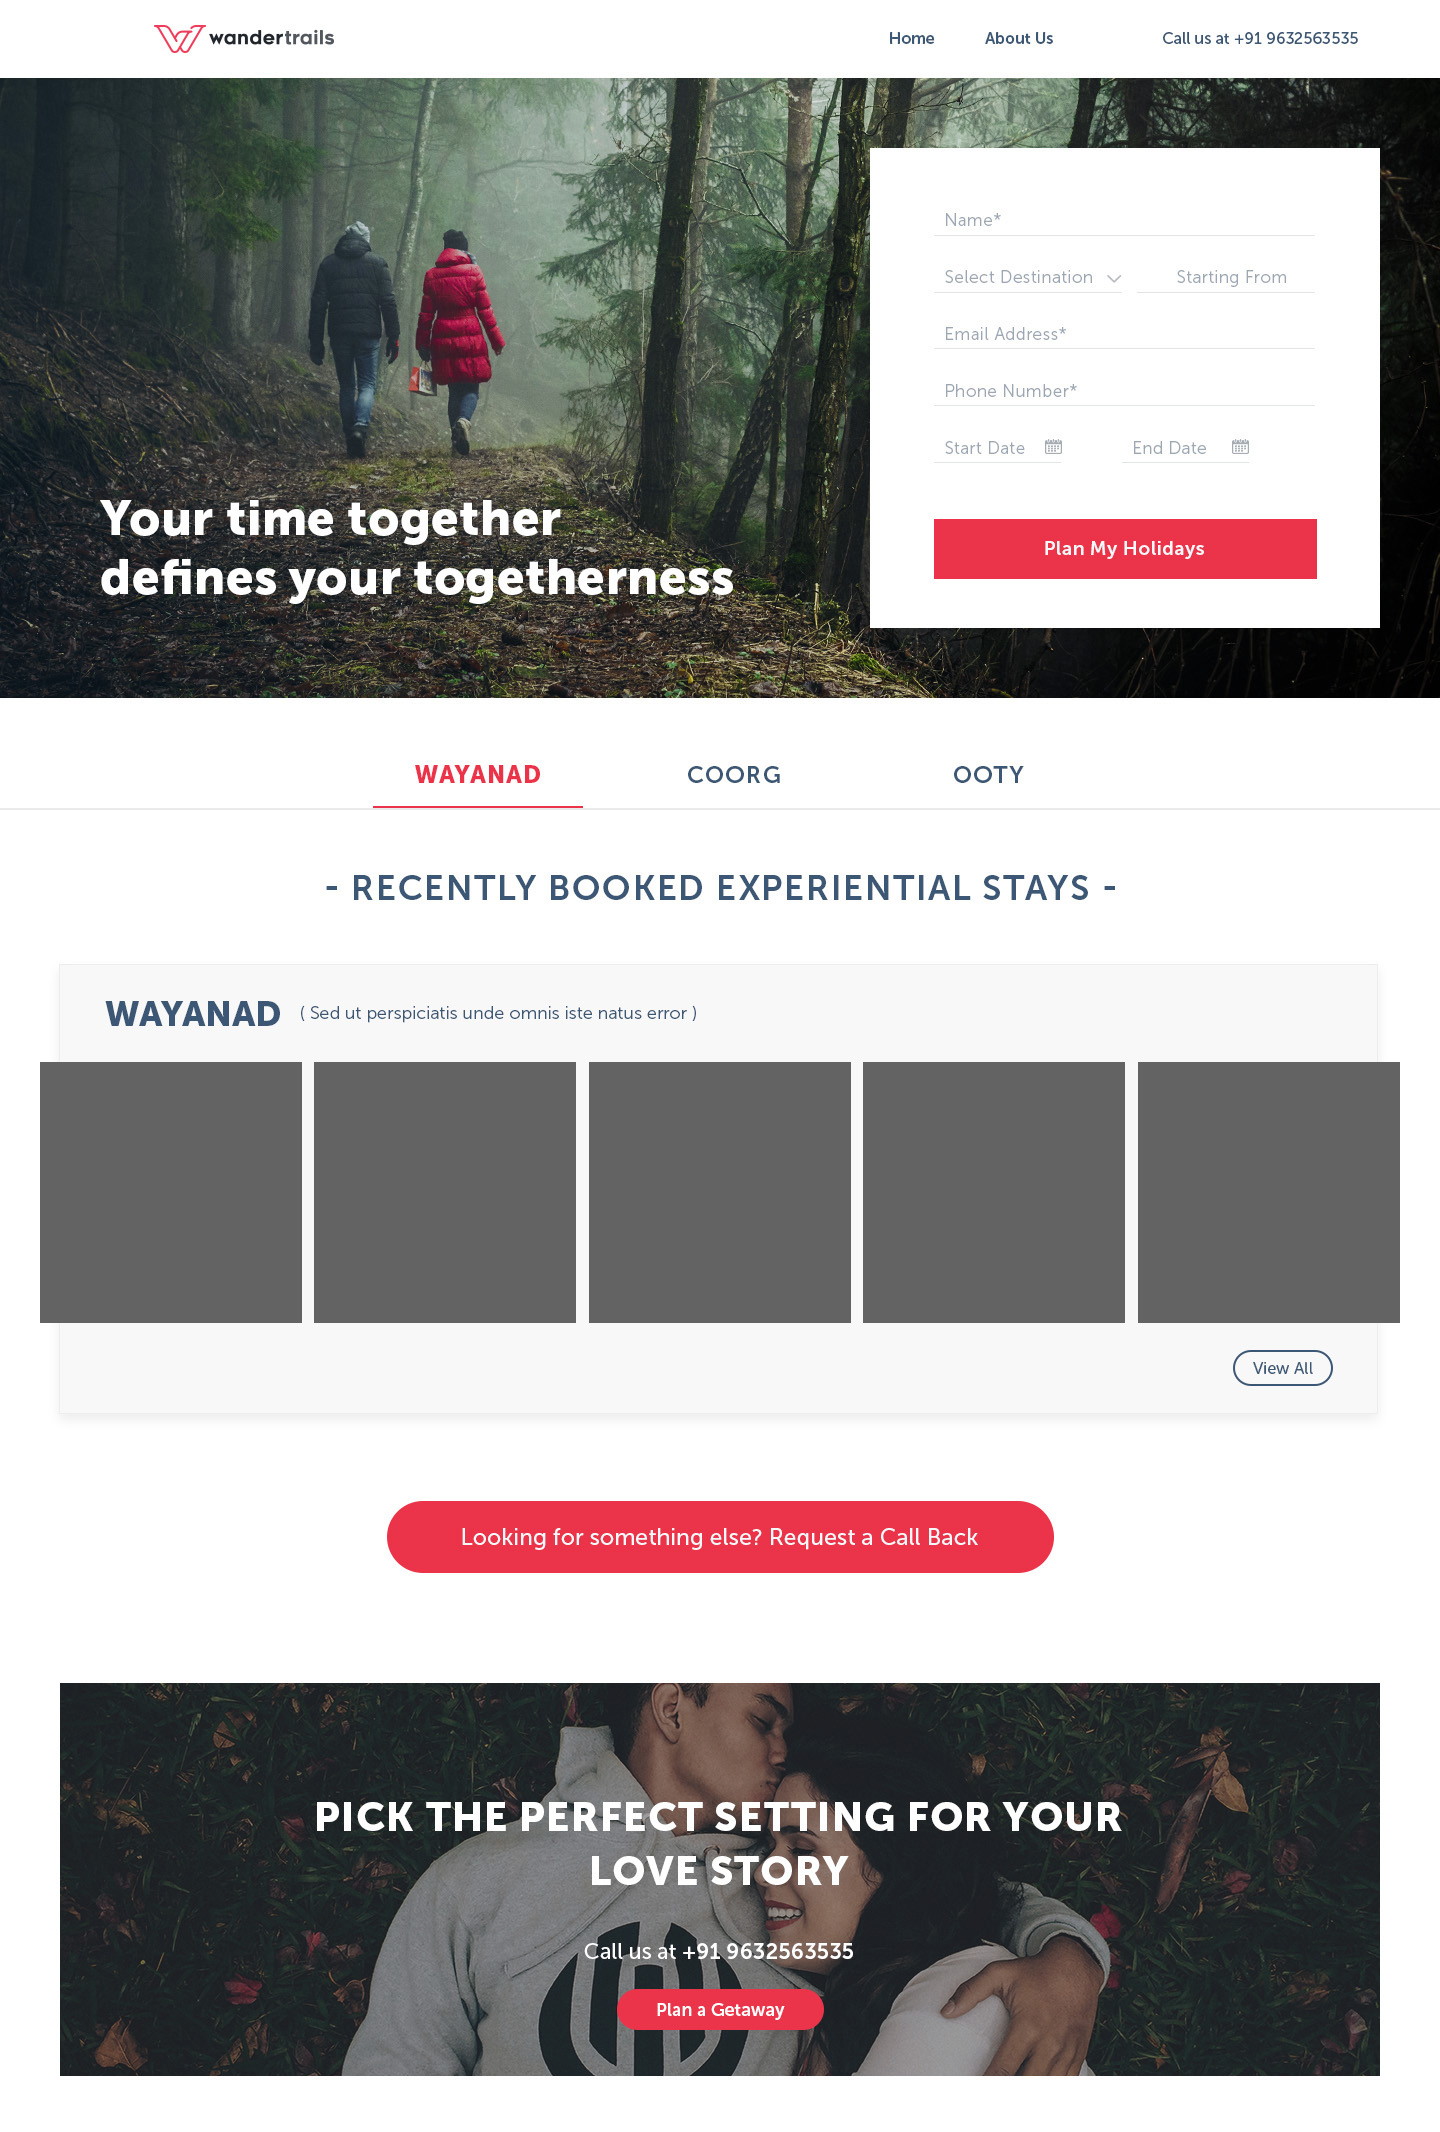 wandertrails
Home
About Us
Call us at +91 9632563535
Name*
Select Destination
Starting From
Email Address*
Phone Number*
Start Date
End Date
Plan My Holidays
Your time together
defines your togetherness
WAYANAD
COORG
OOTY
- RECENTLY BOOKED EXPERIENTIAL STAYS -
WAYANAD
( Sed ut perspiciatis unde omnis iste natus error )
View All
Looking for something else? Request a Call Back
PICK THE PERFECT SETTING FOR YOUR
LOVE STORY
Call us at +91 9632563535
Plan a Getaway